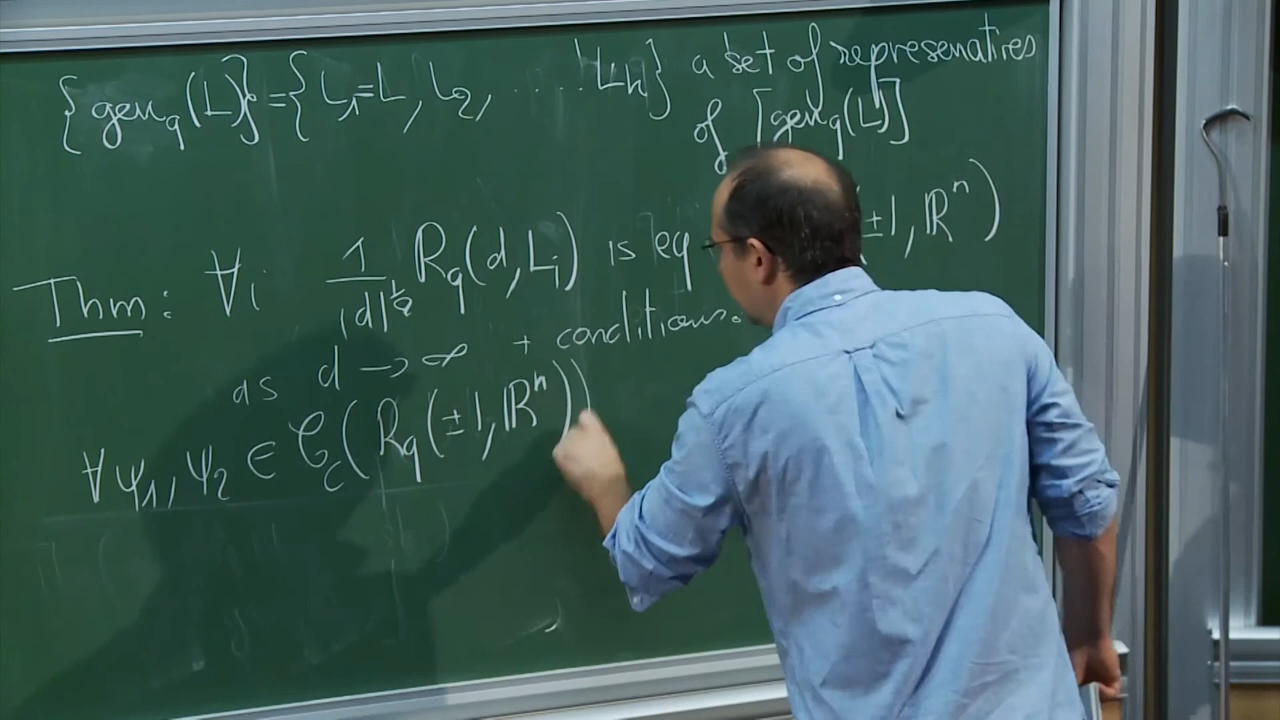 {gen_q(L)} = {L_1=L, L_2, ..... L_h} a set of represenatives
of [gen_q(L)]
Thm: ∀i 1/|d|^{1/2} R_q(d, L_i) is eq ±1, ℝ^n)
as d → ∞ + conditions.
∀ψ_1, ψ_2 ∈ 𝒞_c(R_q(±1, ℝ^n))